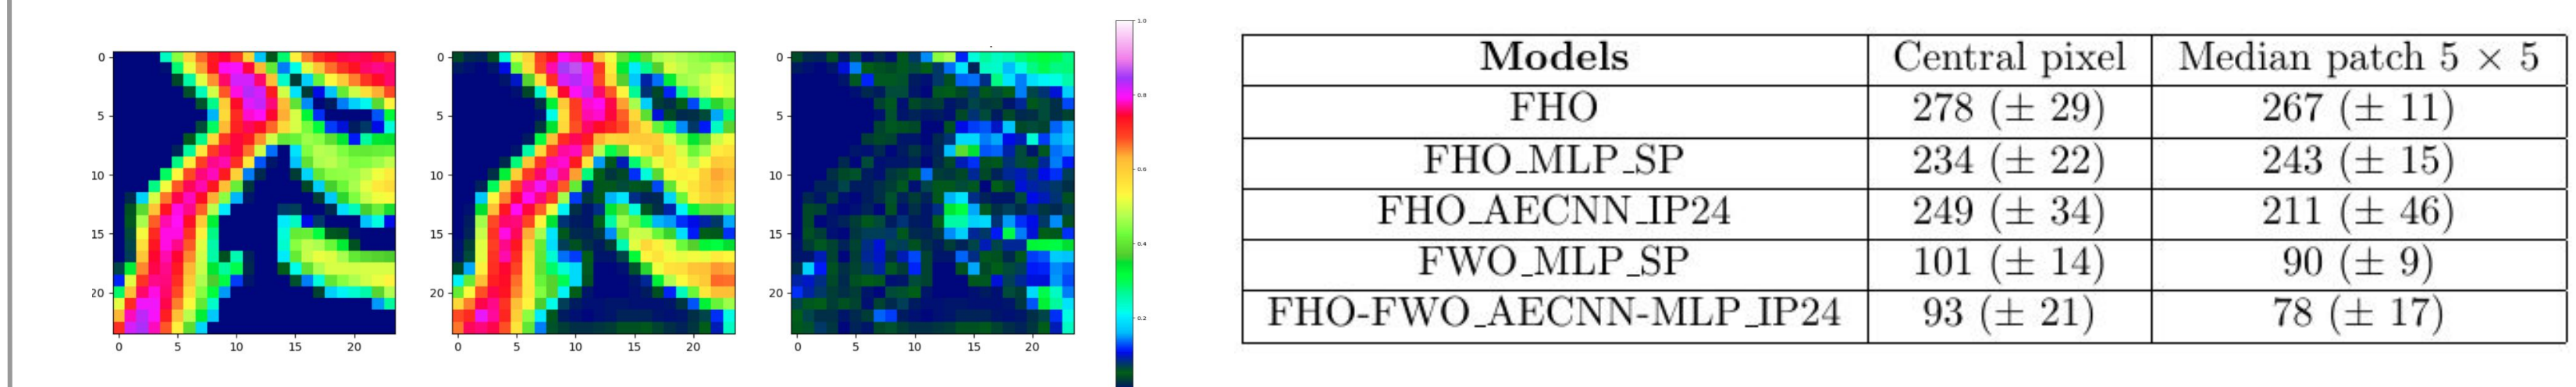 0
5
10
15
20
0 5 10 15 20
0
5
10
15
20
0 5 10 15 20
0
5
10
15
20
0 5 10 15 20
1.0
0.8
0.6
0.4
0.2
Models Central pixel Median patch 5 × 5
FHO 278 (± 29) 267 (± 11)
FHO_MLP_SP 234 (± 22) 243 (± 15)
FHO_AECNN_IP24 249 (± 34) 211 (± 46)
FWO_MLP_SP 101 (± 14) 90 (± 9)
FHO-FWO_AECNN-MLP_IP24 93 (± 21) 78 (± 17)